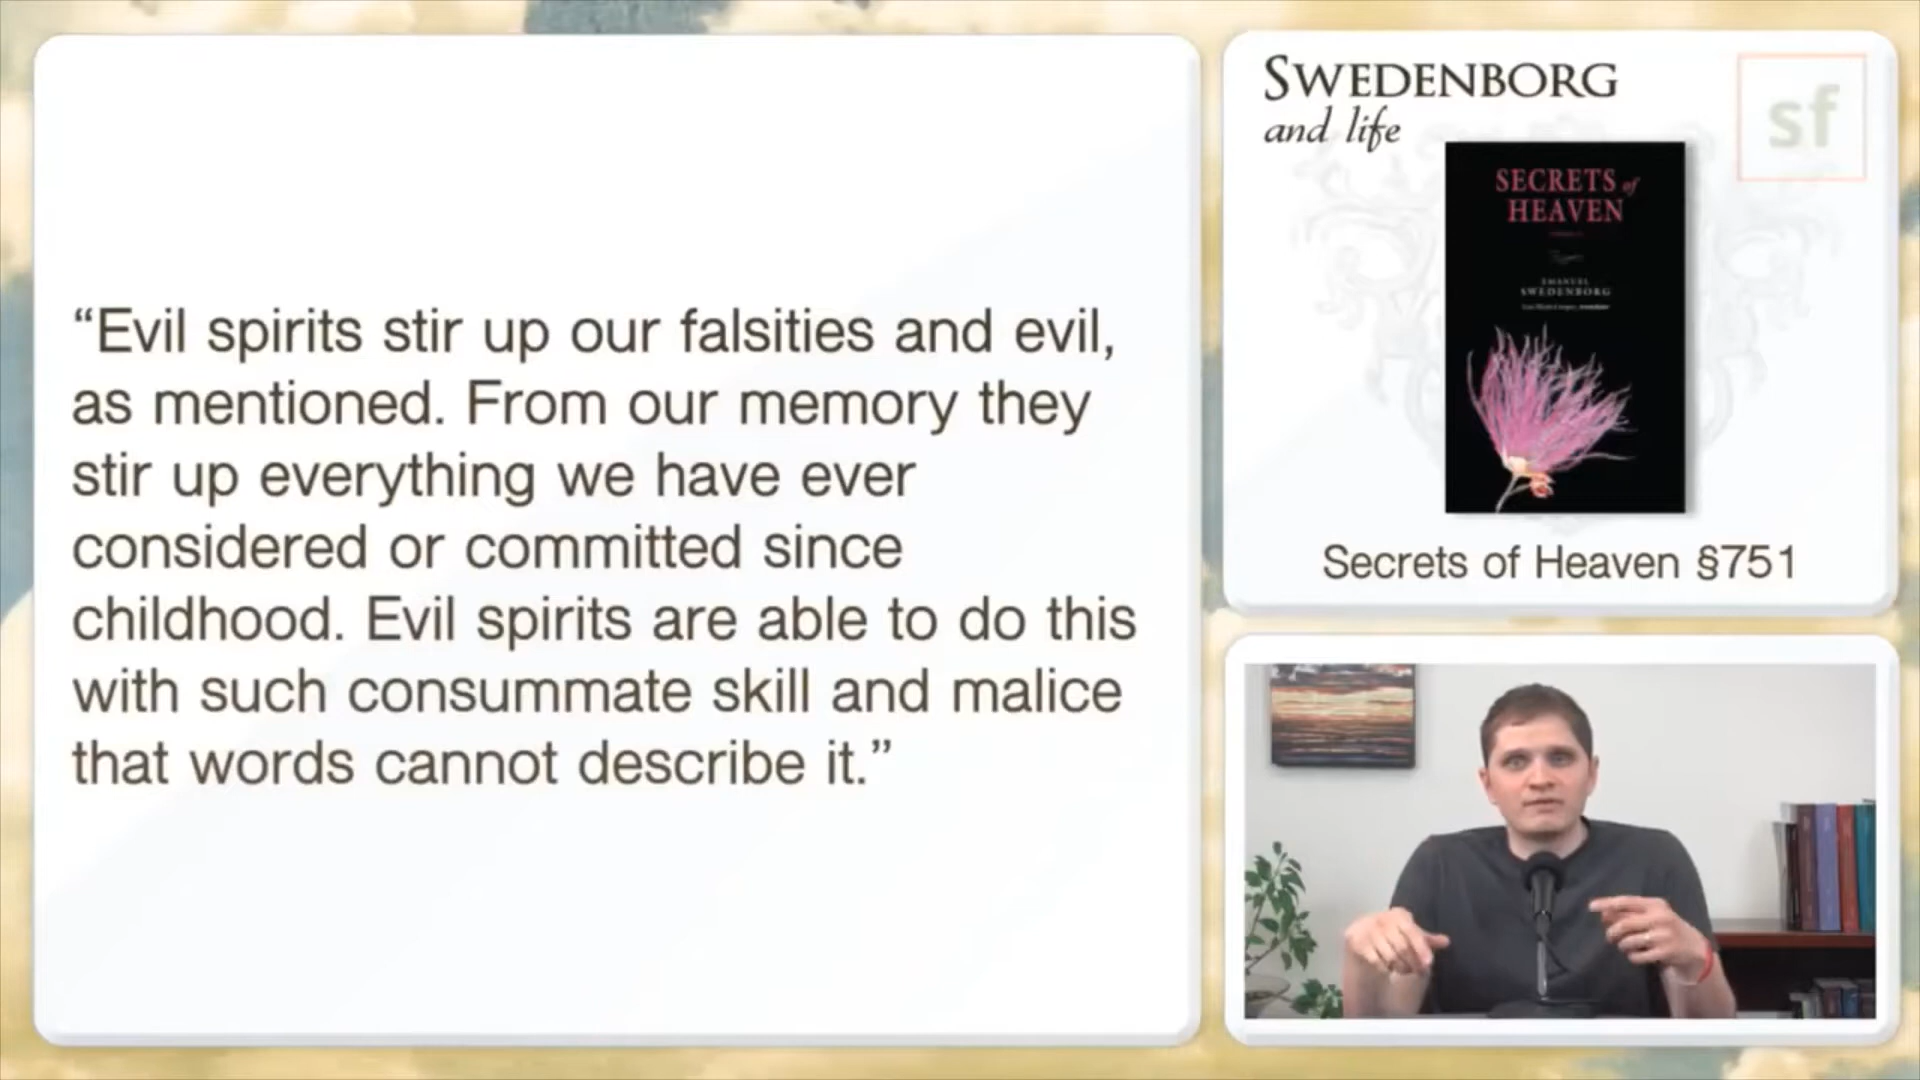 “Evil spirits stir up our falsities and evil,
as mentioned. From our memory they
stir up everything we have ever
considered or committed since
childhood. Evil spirits are able to do this
with such consummate skill and malice
that words cannot describe it.”
SWEDENBORG
and life
sf
SECRETS of
HEAVEN
EMANUEL
SWEDENBORG
Secrets of Heaven §751